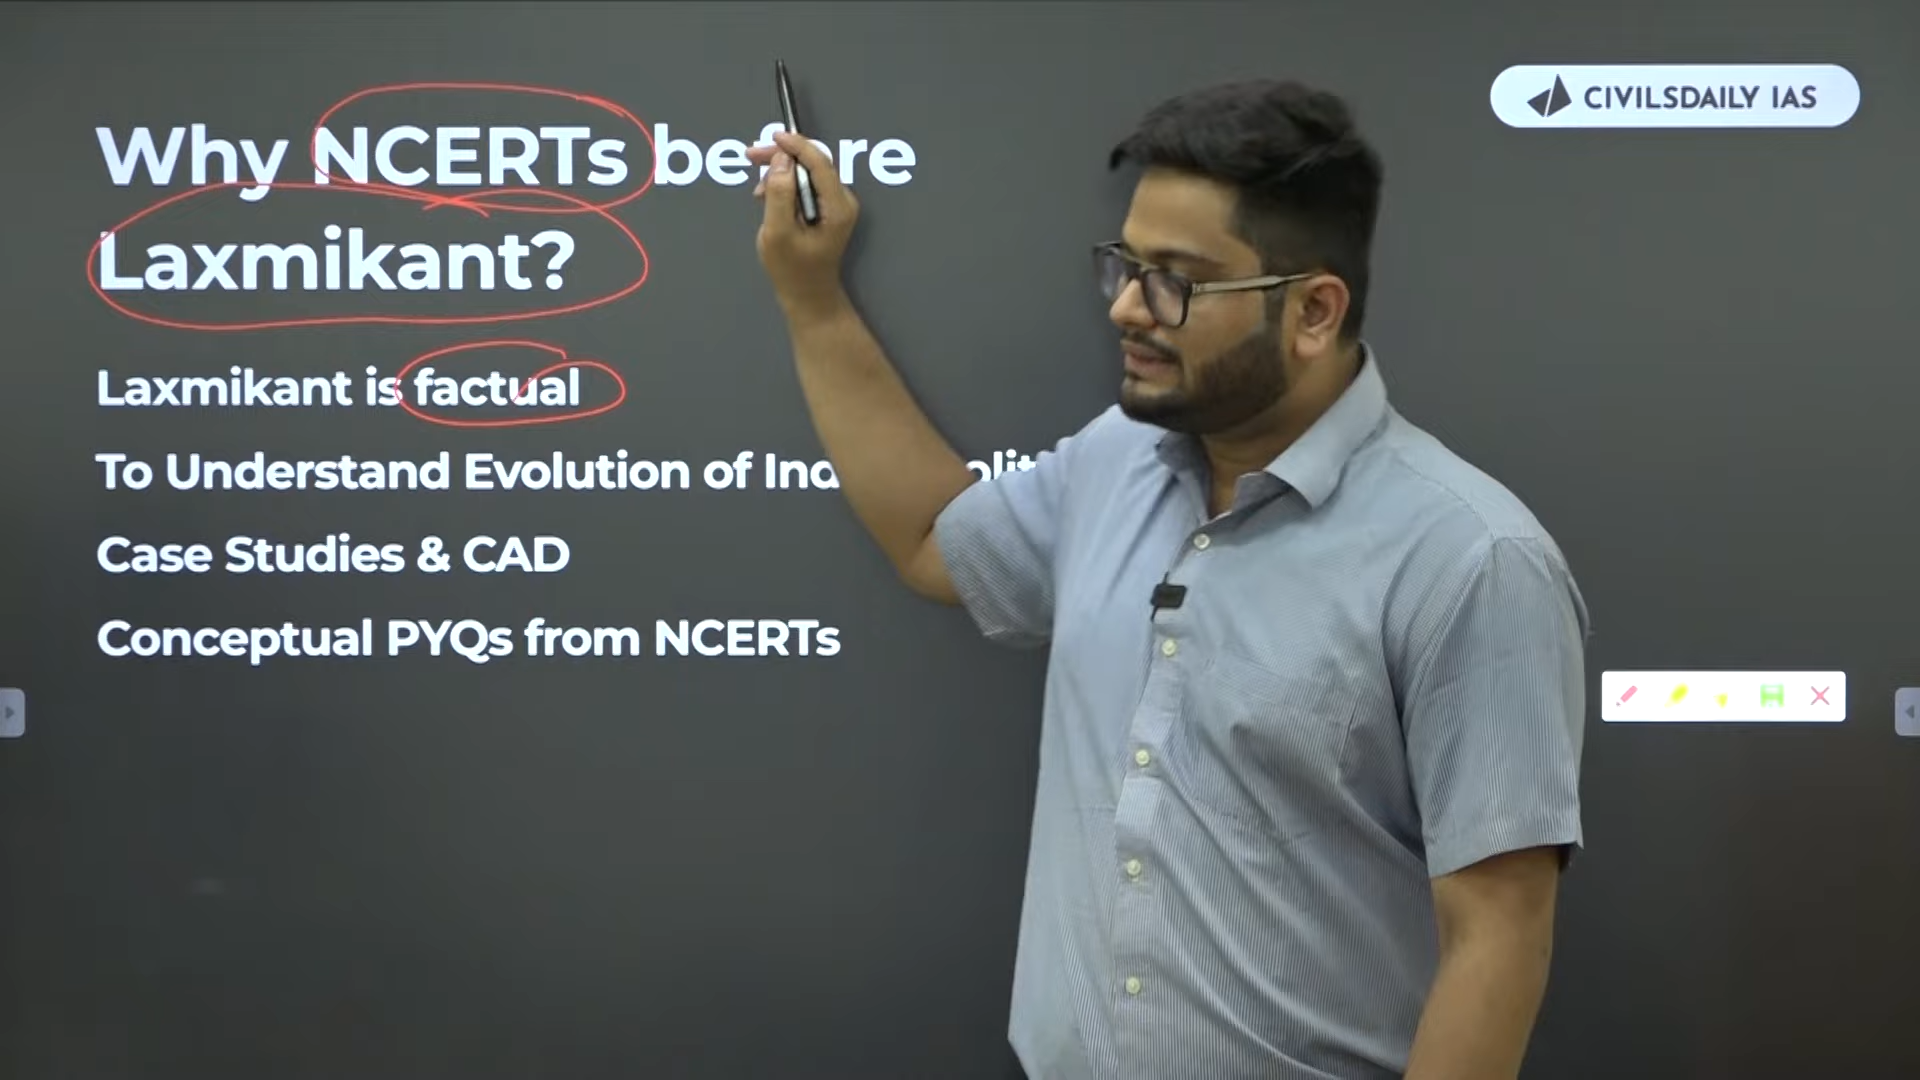 CIVILSDAILY IAS
Why NCERTs before
Laxmikant?
Laxmikant is factual
To Understand Evolution of
Case Studies & CAD
Conceptual PYQs from NCERTs